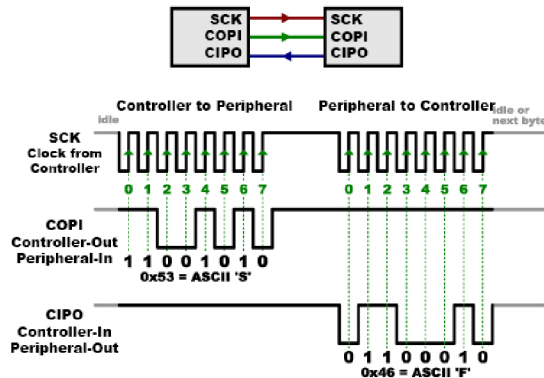 SCK SCK
COPI COPI
CIPO CIPO
Controller to Peripheral Peripheral to Controller
idle
idle or
next byte
SCK
Clock from
Controller
0 1 2 3 4 5 6 7 0 1 2 3 4 5 6 7
COPI
Controller-Out
Peripheral-In
1 1 0 0 1 0 1 0
0x53 = ASCII 'S'
CIPO
Controller-In
Peripheral-Out
0 1 1 0 0 0 1 0
0x46 = ASCII 'F'